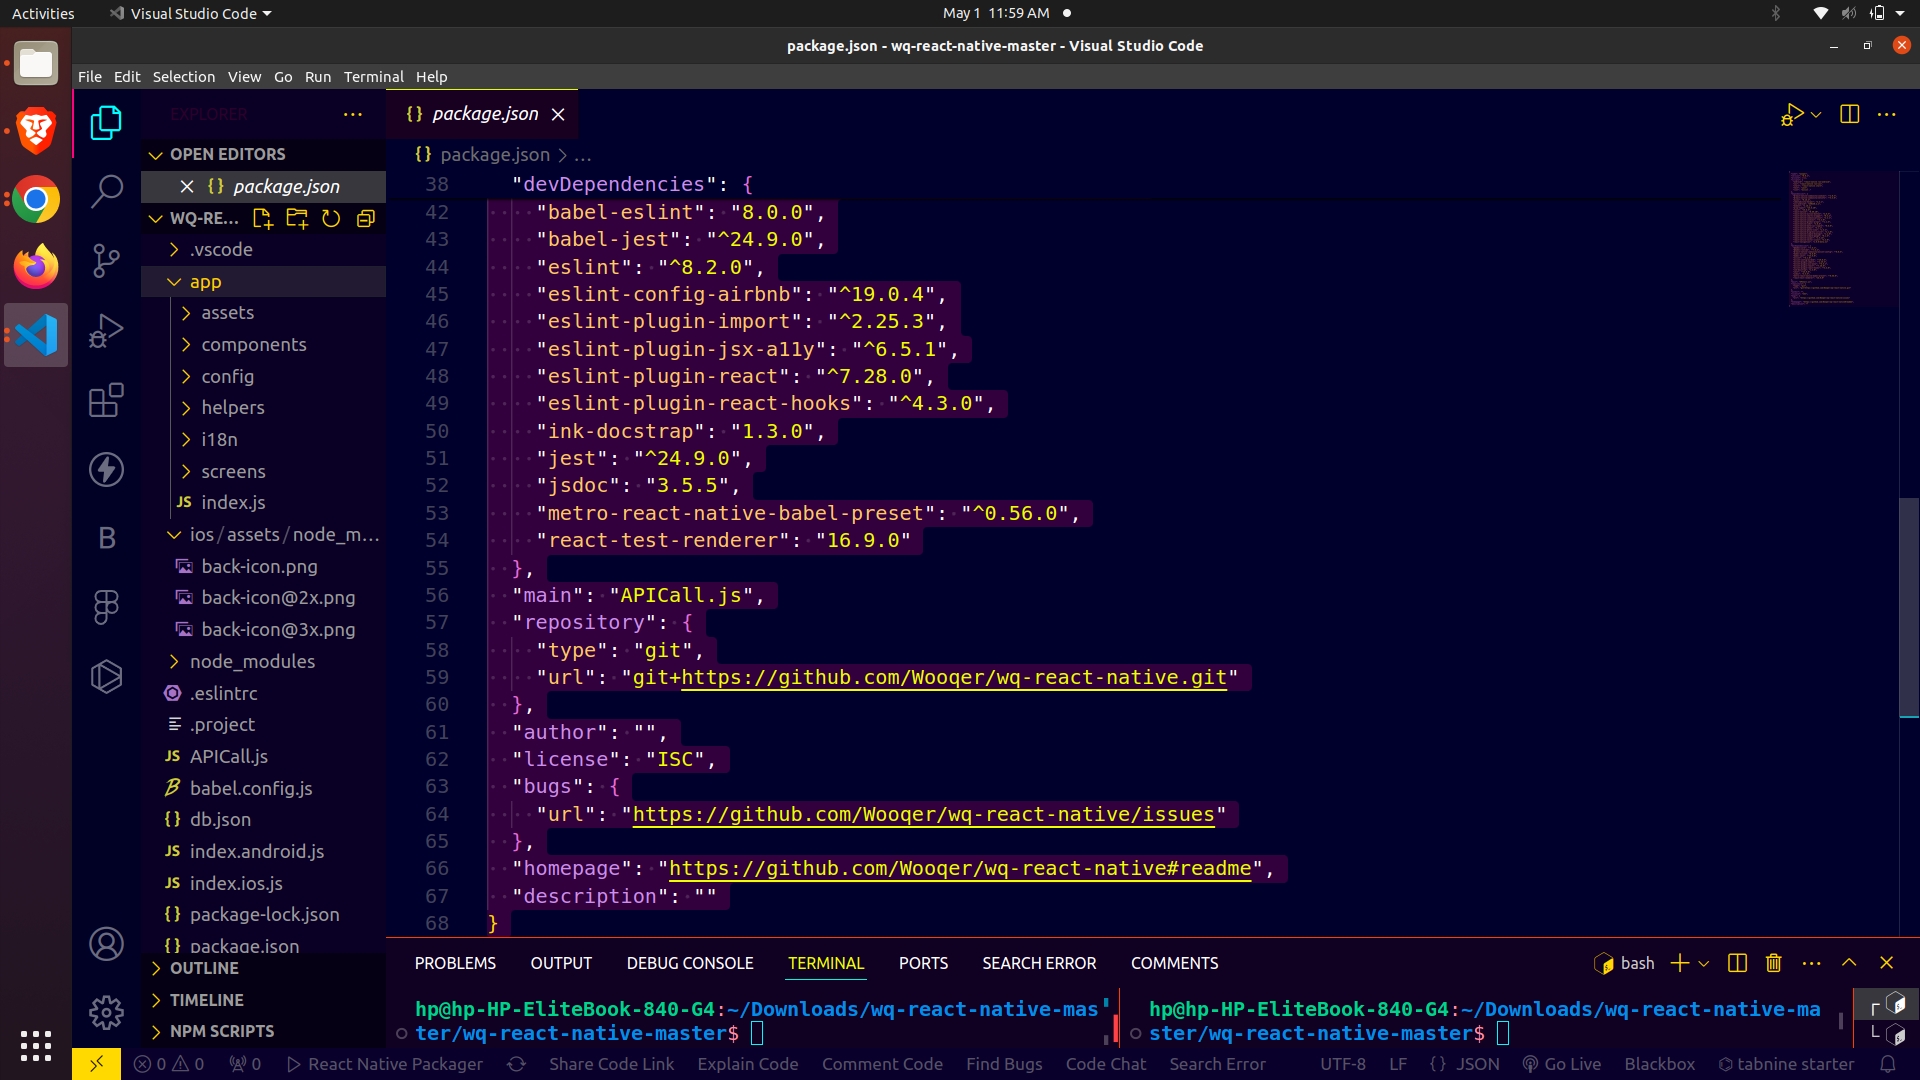 Activities
Visual Studio Code
May 1 11:59 AM
package.json - wq-react-native-master - Visual Studio Code
File Edit Selection View Go Run Terminal Help
EXPLORER
OPEN EDITORS
package.json
WQ-RE...
.vscode
app
assets
components
config
helpers
i18n
screens
index.js
ios/assets/node_m...
back-icon.png
back-icon@2x.png
back-icon@3x.png
node_modules
.eslintrc
.project
APICall.js
babel.config.js
db.json
index.android.js
index.ios.js
package-lock.json
package.json
OUTLINE
TIMELINE
NPM SCRIPTS
{} package.json
{} package.json > ...
38 "devDependencies": {
42 "babel-eslint": "8.0.0",
43 "babel-jest": "^24.9.0",
44 "eslint": "^8.2.0",
45 "eslint-config-airbnb": "^19.0.4",
46 "eslint-plugin-import": "^2.25.3",
47 "eslint-plugin-jsx-a11y": "^6.5.1",
48 "eslint-plugin-react": "^7.28.0",
49 "eslint-plugin-react-hooks": "^4.3.0",
50 "ink-docstrap": "1.3.0",
51 "jest": "^24.9.0",
52 "jsdoc": "3.5.5",
53 "metro-react-native-babel-preset": "^0.56.0",
54 "react-test-renderer": "16.9.0"
55 },
56 "main": "APICall.js",
57 "repository": {
58 "type": "git",
59 "url": "git+https://github.com/Wooqer/wq-react-native.git"
60 },
61 "author": "",
62 "license": "ISC",
63 "bugs": {
64 "url": "https://github.com/Wooqer/wq-react-native/issues"
65 },
66 "homepage": "https://github.com/Wooqer/wq-react-native#readme",
67 "description": ""
68 }
PROBLEMS OUTPUT DEBUG CONSOLE TERMINAL PORTS SEARCH ERROR COMMENTS
bash
hp@hp-HP-EliteBook-840-G4:~/Downloads/wq-react-native-mas
ter/wq-react-native-master$
hp@hp-HP-EliteBook-840-G4:~/Downloads/wq-react-native-ma
ster/wq-react-native-master$
0 0 0 React Native Packager Share Code Link Explain Code Comment Code Find Bugs Code Chat Search Error UTF-8 LF {} JSON Go Live Blackbox tabnine starter